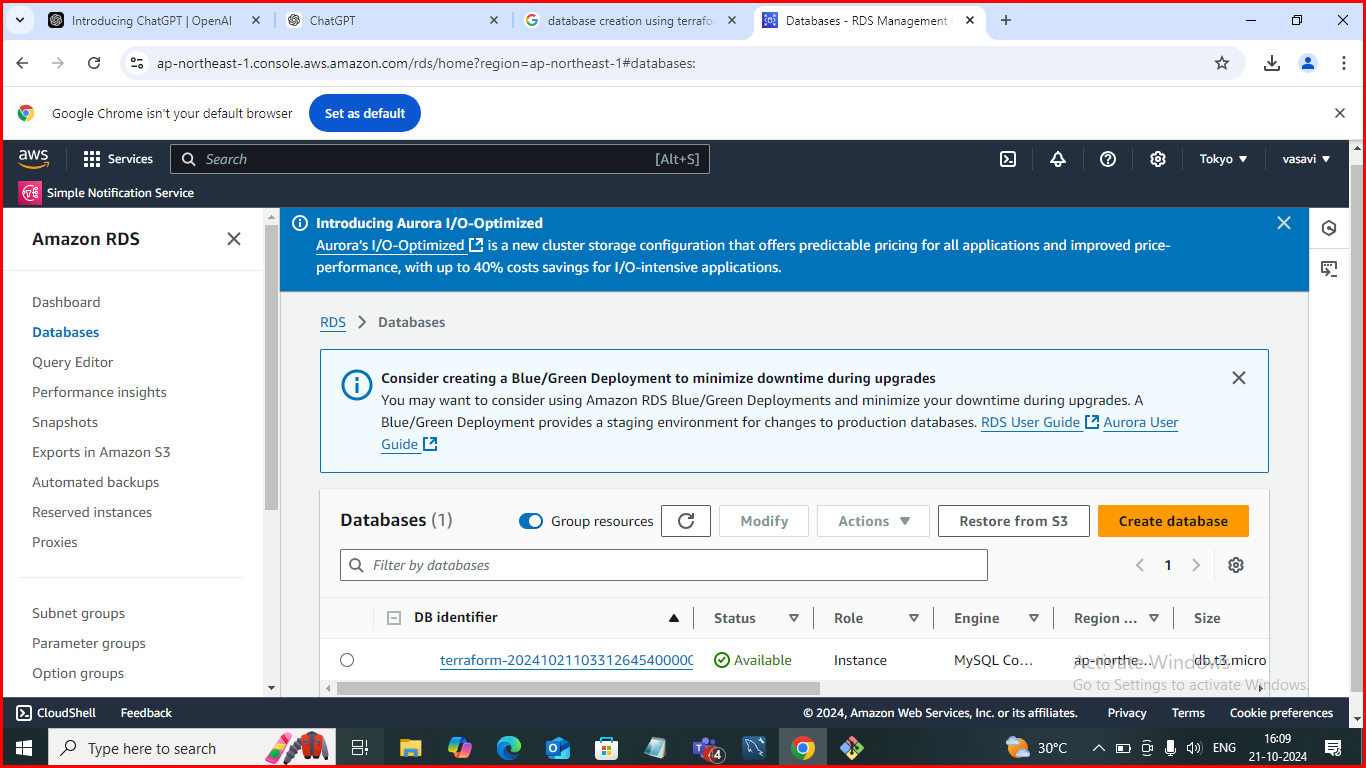 Introducing ChatGPT | OpenAI
ChatGPT
database creation using terrafo
Databases - RDS Management
ap-northeast-1.console.aws.amazon.com/rds/home?region=ap-northeast-1#databases:
Google Chrome isn't your default browser
Set as default
aws
Services
Search
[Alt+S]
Tokyo
vasavi
Simple Notification Service
Amazon RDS
Dashboard
Databases
Query Editor
Performance insights
Snapshots
Exports in Amazon S3
Automated backups
Reserved instances
Proxies
Subnet groups
Parameter groups
Option groups
Introducing Aurora I/O-Optimized
Aurora's I/O-Optimized is a new cluster storage configuration that offers predictable pricing for all applications and improved price-
performance, with up to 40% costs savings for I/O-intensive applications.
RDS > Databases
Consider creating a Blue/Green Deployment to minimize downtime during upgrades
You may want to consider using Amazon RDS Blue/Green Deployments and minimize your downtime during upgrades. A
Blue/Green Deployment provides a staging environment for changes to production databases. RDS User Guide Aurora User
Guide
Databases (1)
Group resources
Modify
Actions
Restore from S3
Create database
Filter by databases
1
DB identifier
Status
Role
Engine
Region ...
Size
terraform-20241021103312645400000
Available
Instance
MySQL Co...
ap-northe...
db.t3.micro
Activate Windows
Go to Settings to activate Windows.
CloudShell
Feedback
© 2024, Amazon Web Services, Inc. or its affiliates.
Privacy
Terms
Cookie preferences
Type here to search
4
30°C
ENG
16:09
21-10-2024